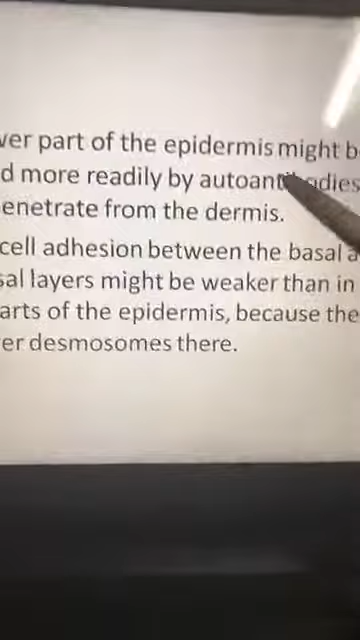 ver part of the epidermis might b
d more readily by autoantibodies
enetrate from the dermis.
cell adhesion between the basal a
sal layers might be weaker than in
arts of the epidermis, because the
er desmosomes there.